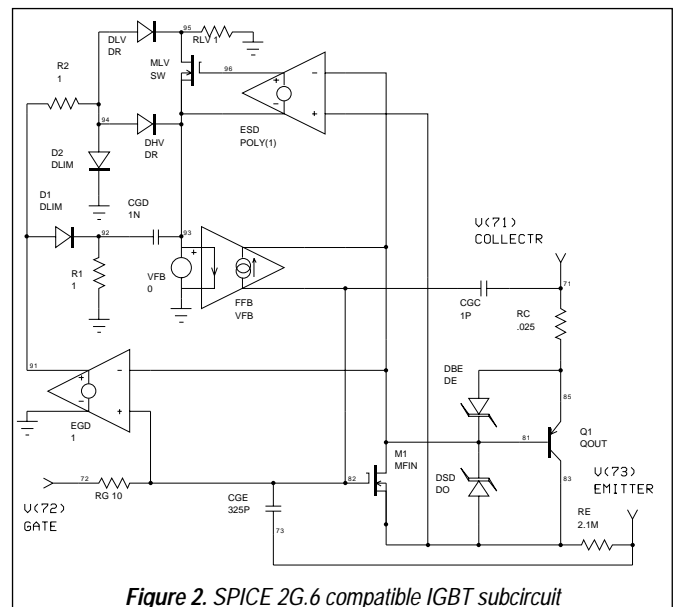 DLV
DR
95
RLV 1
R2
1
MLV
SW
96
94
ESD
POLY(1)
DHV
DR
D2
DLIM
D1
DLIM
CGD
1N
92
93
R1
1
VFB
0
FFB
VFB
V(71)
COLLECTR
CGC
1P
71
RC
.025
91
EGD
1
DBE
DE
85
81
Q1
QOUT
83
M1
MFIN
82
DSD
DO
V(73)
EMITTER
72
RG 10
V(72)
GATE
CGE
325P
73
RE
2.1M
Figure 2. SPICE 2G.6 compatible IGBT subcircuit